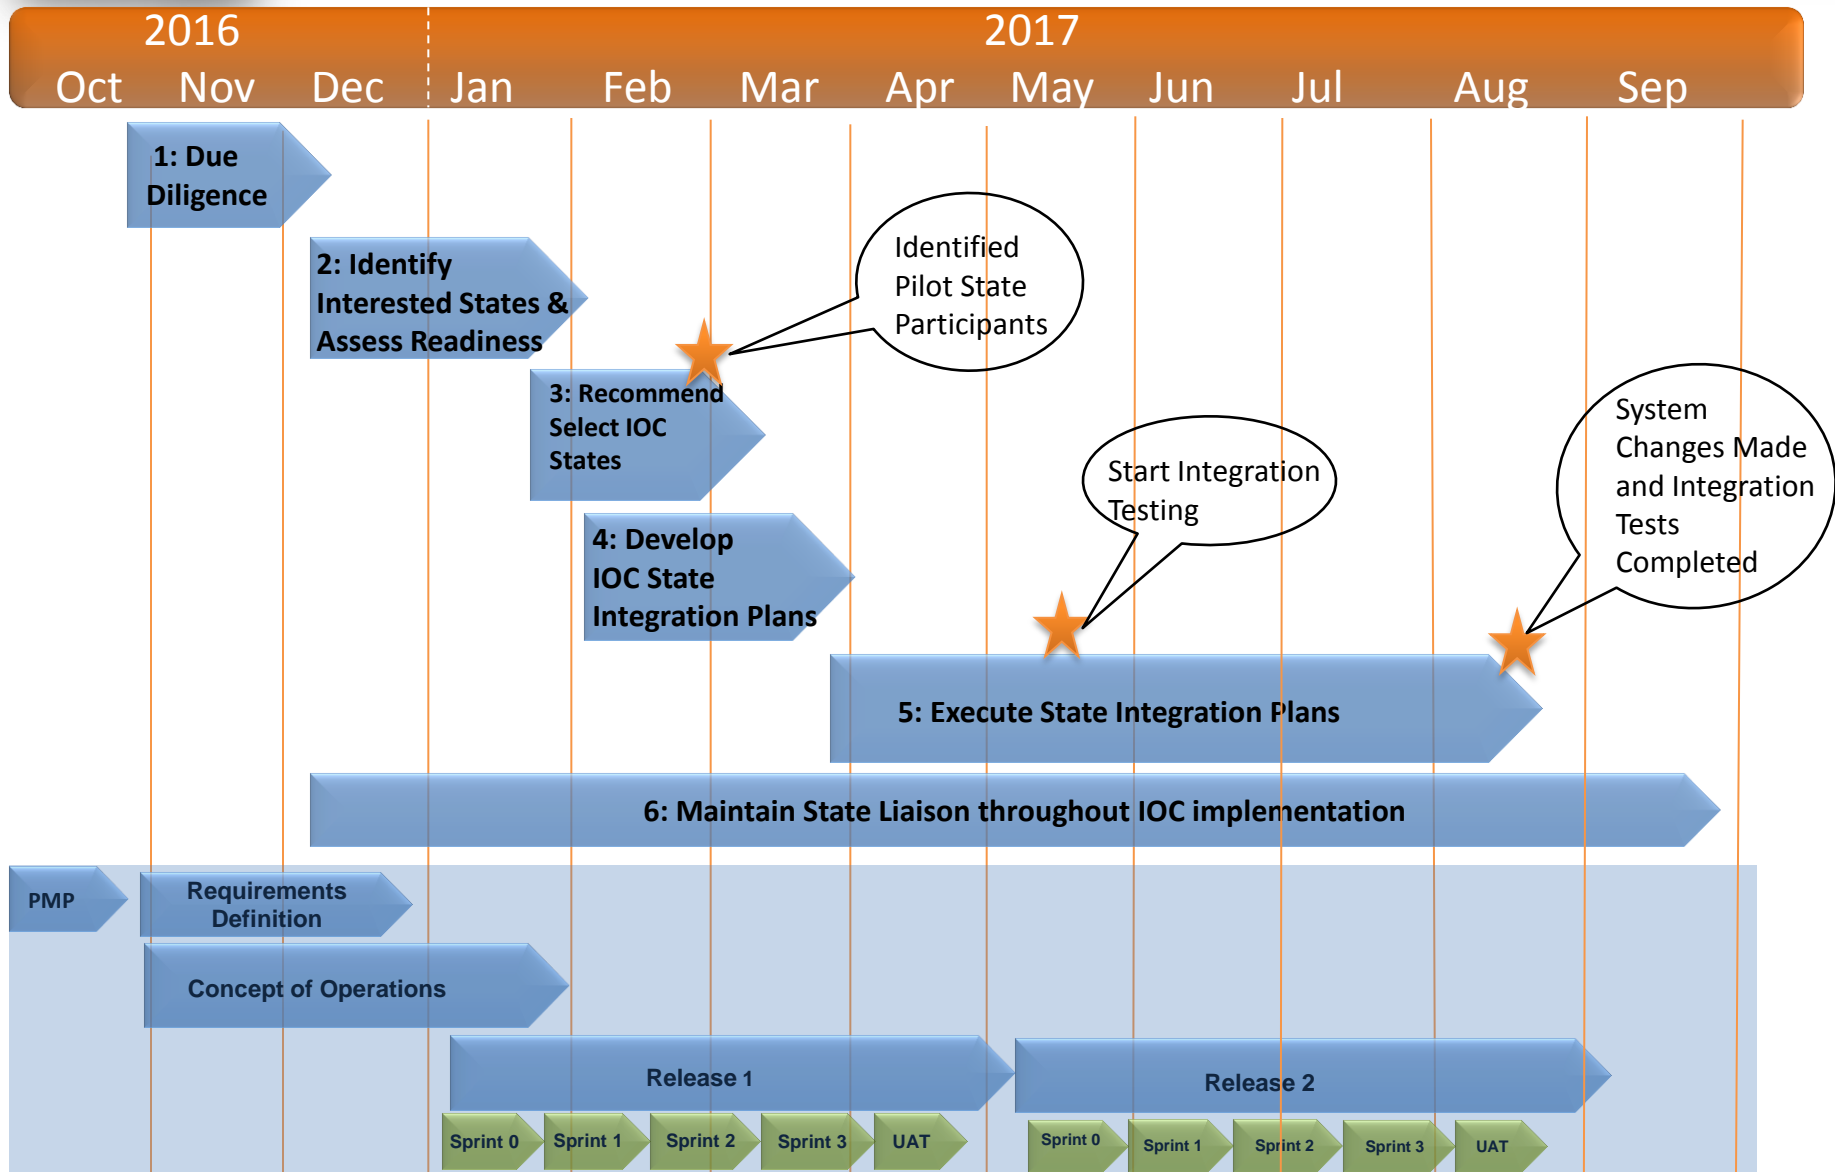 2016
2017
Oct Nov Dec Jan Feb Mar Apr May Jun Jul Aug Sep
1: Due
Diligence
2: Identify
Interested States &
Assess Readiness
Identified
Pilot State
Participants
3: Recommend
Select IOC
States
Start Integration
Testing
System
Changes Made
and Integration
Tests
Completed
4: Develop
IOC State
Integration Plans
5: Execute State Integration Plans
6: Maintain State Liaison throughout IOC implementation
PMP
Requirements
Definition
Concept of Operations
Release 1
Release 2
Sprint 0 Sprint 1 Sprint 2 Sprint 3 UAT
Sprint 0 Sprint 1 Sprint 2 Sprint 3 UAT